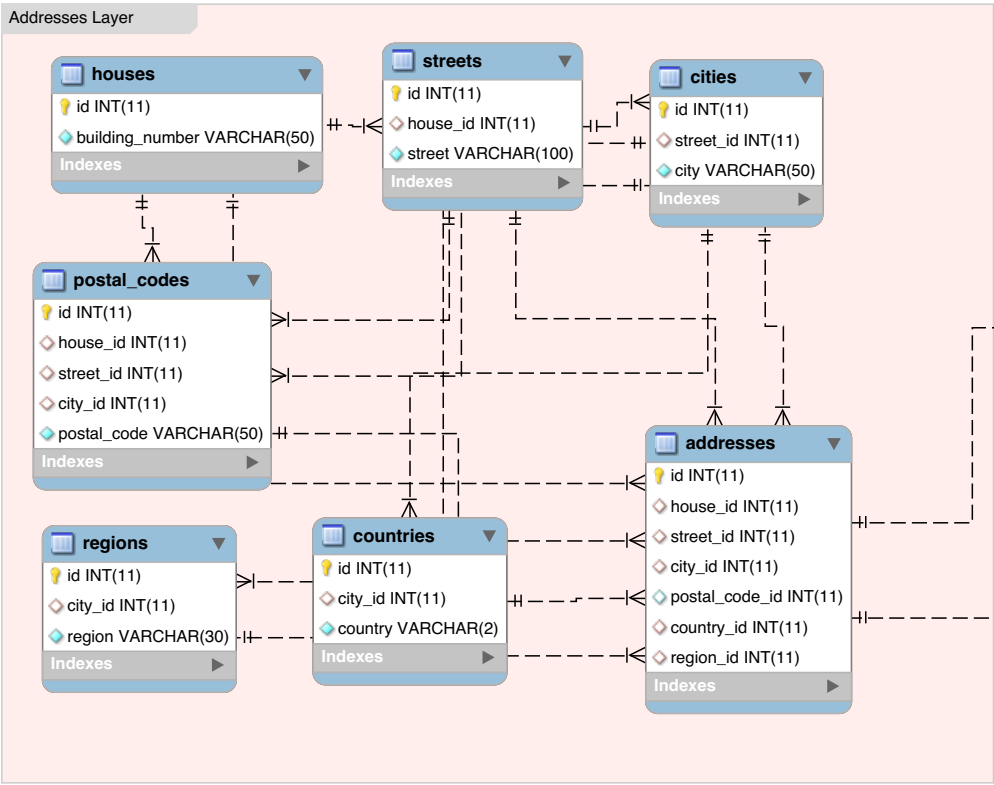 Addresses Layer
houses
id INT(11)
building_number VARCHAR(50)
Indexes
streets
id INT(11)
house_id INT(11)
street VARCHAR(100)
Indexes
cities
id INT(11)
street_id INT(11)
city VARCHAR(50)
Indexes
postal_codes
id INT(11)
house_id INT(11)
street_id INT(11)
city_id INT(11)
postal_code VARCHAR(50)
Indexes
regions
id INT(11)
city_id INT(11)
region VARCHAR(30)
Indexes
countries
id INT(11)
city_id INT(11)
country VARCHAR(2)
Indexes
addresses
id INT(11)
house_id INT(11)
street_id INT(11)
city_id INT(11)
postal_code_id INT(11)
country_id INT(11)
region_id INT(11)
Indexes